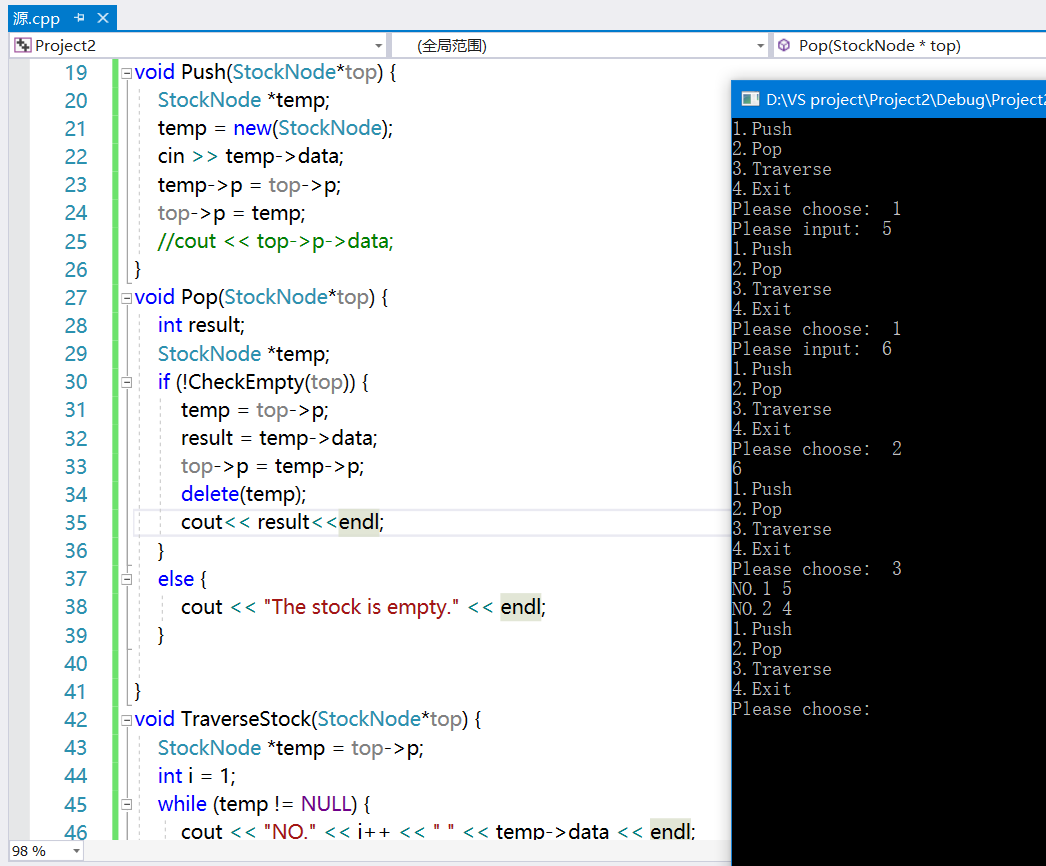 源.cpp
Project2
(全局范围)
Pop(StockNode * top)
19 void Push(StockNode*top) {
20 StockNode *temp;
21 temp = new(StockNode);
22 cin >> temp->data;
23 temp->p = top->p;
24 top->p = temp;
25 //cout << top->p->data;
26 }
27 void Pop(StockNode*top) {
28 int result;
29 StockNode *temp;
30 if (!CheckEmpty(top)) {
31 temp = top->p;
32 result = temp->data;
33 top->p = temp->p;
34 delete(temp);
35 cout<< result<<endl;
36 }
37 else {
38 cout << "The stock is empty." << endl;
39 }
40
41 }
42 void TraverseStock(StockNode*top) {
43 StockNode *temp = top->p;
44 int i = 1;
45 while (temp != NULL) {
46 cout << "NO." << i++ << " " << temp->data << endl;
98 %
D:\VS project\Project2\Debug\Project2
1.Push
2.Pop
3.Traverse
4.Exit
Please choose:  1
Please input:  5
1.Push
2.Pop
3.Traverse
4.Exit
Please choose:  1
Please input:  6
1.Push
2.Pop
3.Traverse
4.Exit
Please choose:  2
6
1.Push
2.Pop
3.Traverse
4.Exit
Please choose:  3
NO.1 5
NO.2 4
1.Push
2.Pop
3.Traverse
4.Exit
Please choose: